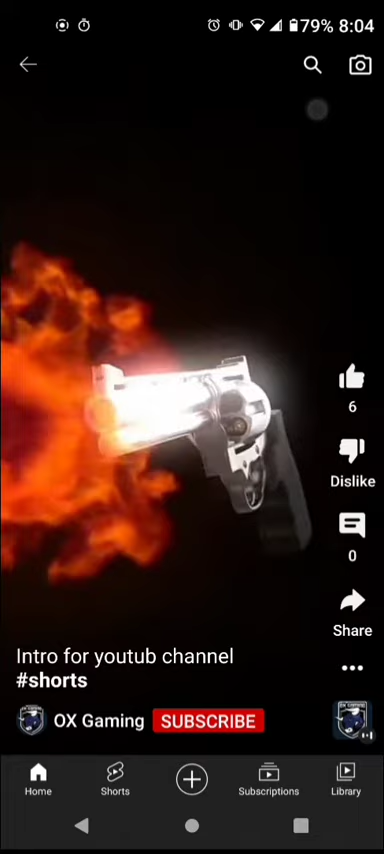 79% 8:04
6
Dislike
0
Share
Intro for youtub channel
#shorts
OX Gaming SUBSCRIBE
Home Shorts Subscriptions Library